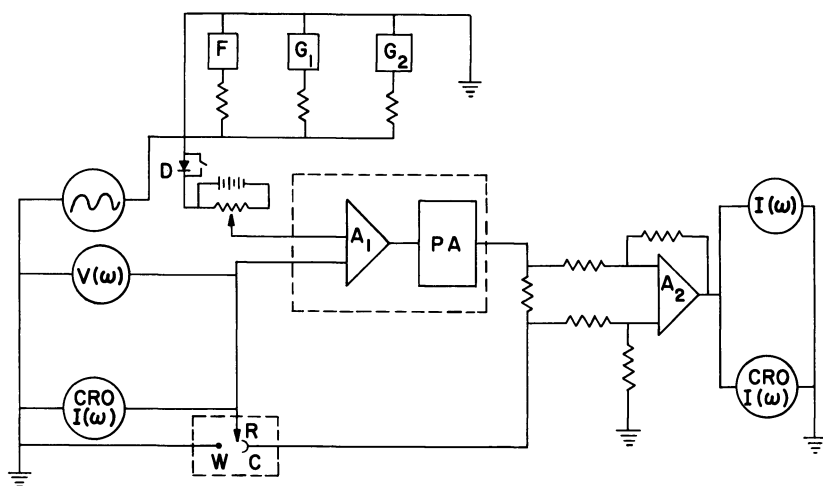 F
G₁
G₂
D
A₁
PA
V(ω)
CRO
I(ω)
R
W
C
A₂
I(ω)
CRO
I(ω)